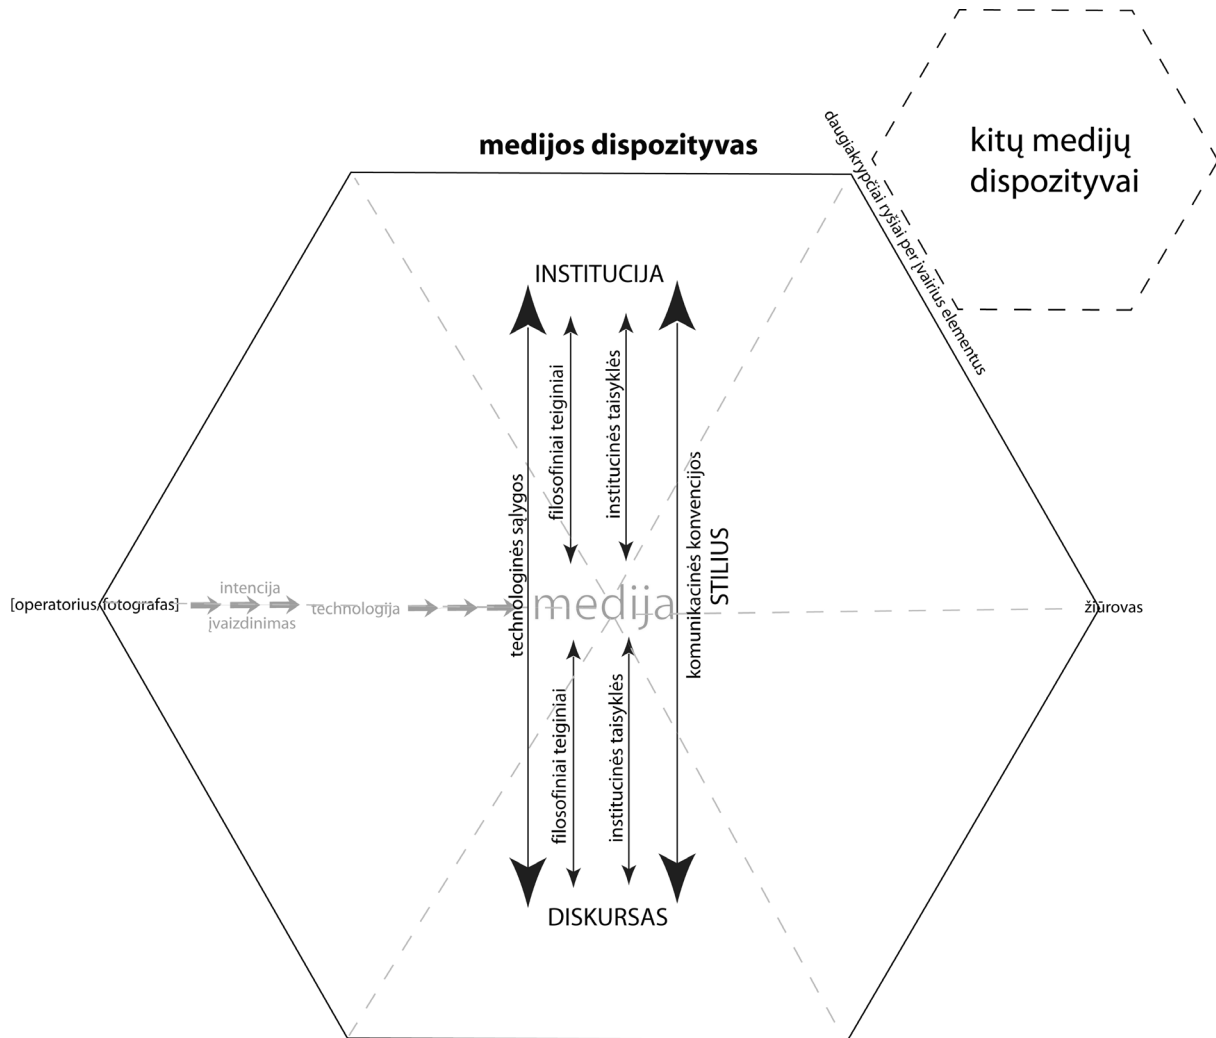 medijos dispozityvas
kitų medijų
dispozityvai
daugiakrypčiai ryšiai per įvairius elementus
INSTITUCIJA
filosofiniai teiginiai
institucinės taisyklės
technologinės sąlygos
komunikacinės konvencijos
STILIUS
[operatorius/fotografas]
intencija
įvaizdinimas
technologija
medija
žiūrovas
filosofiniai teiginiai
institucinės taisyklės
DISKURSAS